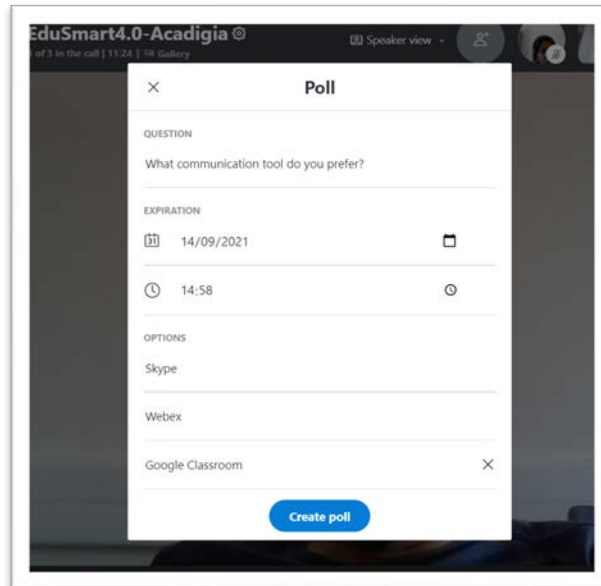 EduSmart4.0-Acadigia
Speaker view
of 3 in the call | 11:24 | Gallery
Poll
QUESTION
What communication tool do you prefer?
EXPIRATION
31 14/09/2021
14:58
OPTIONS
Skype
Webex
Google Classroom
Create poll